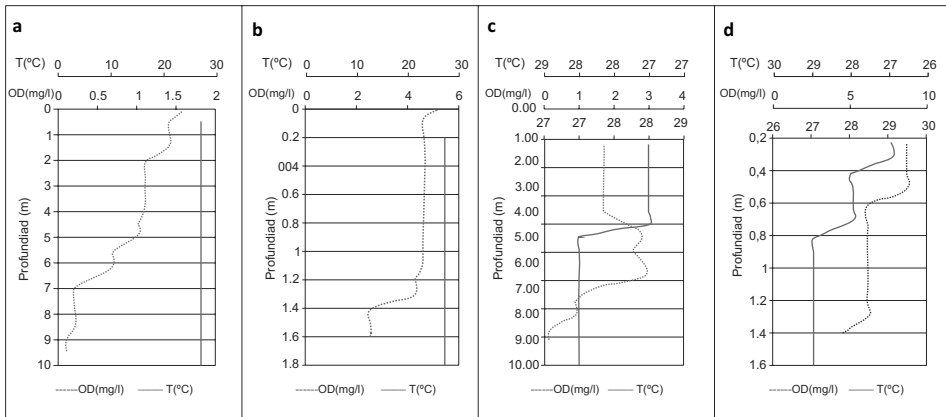 a
T(ºC)
0 10 20 30
OD(mg/l)
0 0.5 1 1.5 2
0
1
2
3
4
5
6
7
8
9
10
Profundiad (m)
OD(mg/l) T(ºC)
b
T(ºC)
0 10 20 30
OD(mg/l)
0 2 4 6
0
0.2
004
0.6
0.8
1
1.2
1.4
1.6
1.8
Profundiad (m)
OD(mg/l) T(ºC)
c
T(ºC)
29 28 28 27 27
OD(mg/l)
0 1 2 3 4
0.00
27 27 28 28 29
1.00
2.00
3.00
4.00
5.00
6.00
7.00
8.00
9.00
10.00
Profundiad (m)
OD(mg/l) T(ºC)
d
T(ºC)
30 29 28 27 26
OD(mg/l)
0 5 10
26 27 28 29 30
0,2
0,4
0,6
0,8
1
1.2
1.4
1.6
Profundiad (m)
OD(mg/l) T(ºC)